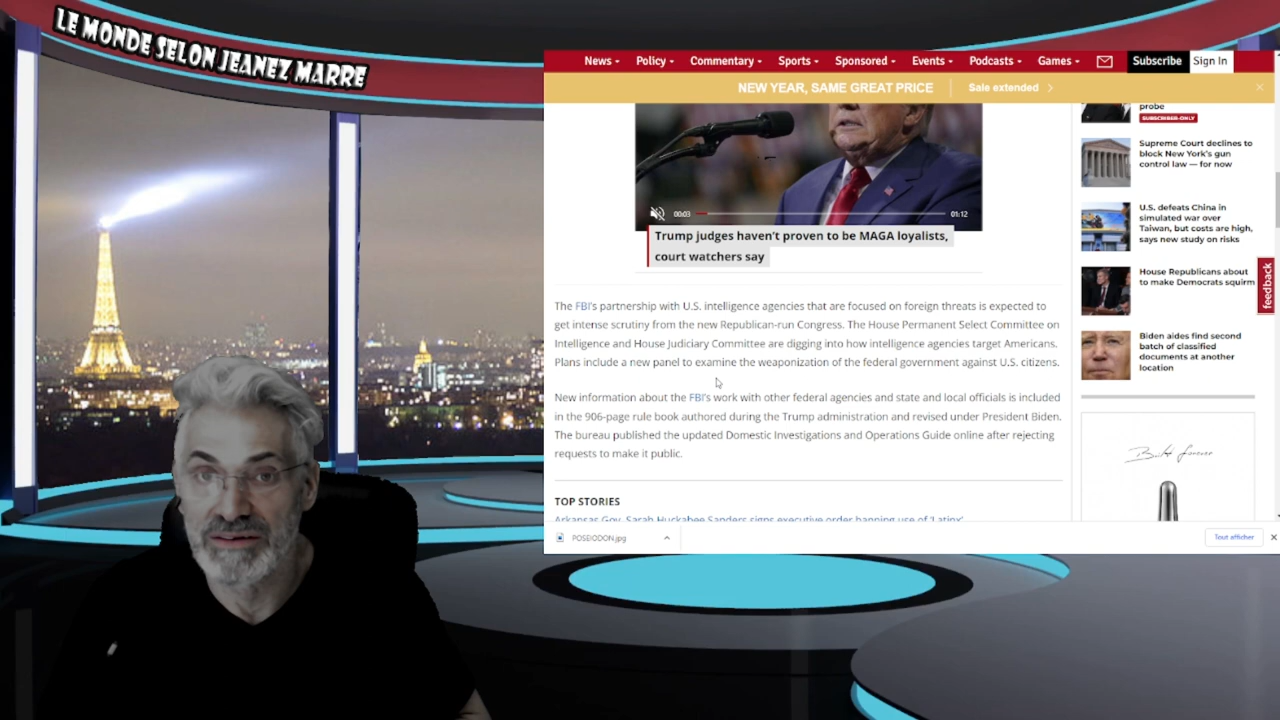 LE MONDE SELON JEANEZ MARRE
News
Policy
Commentary
Sports
Sponsored
Events
Podcasts
Games
Subscribe
Sign In
NEW YEAR, SAME GREAT PRICE
Sale extended
00:03
01:12
Trump judges haven't proven to be MAGA loyalists,
court watchers say
The FBI's partnership with U.S. intelligence agencies that are focused on foreign threats is expected to
get intense scrutiny from the new Republican-run Congress. The House Permanent Select Committee on
Intelligence and House Judiciary Committee are digging into how intelligence agencies target Americans.
Plans include a new panel to examine the weaponization of the federal government against U.S. citizens.
New information about the FBI's work with other federal agencies and state and local officials is included
in the 906-page rule book authored during the Trump administration and revised under President Biden.
The bureau published the updated Domestic Investigations and Operations Guide online after rejecting
requests to make it public.
TOP STORIES
Arkansas Gov. Sarah Huckabee Sanders signs executive order banning use of 'Latinx'
probe
SUBSCRIBER-ONLY
Supreme Court declines to
block New York's gun
control law — for now
U.S. defeats China in
simulated war over
Taiwan, but costs are high,
says new study on risks
House Republicans about
to make Democrats squirm
Biden aides find second
batch of classified
documents at another
location
feedback
Built forever
POSEIODON.jpg
Tout afficher